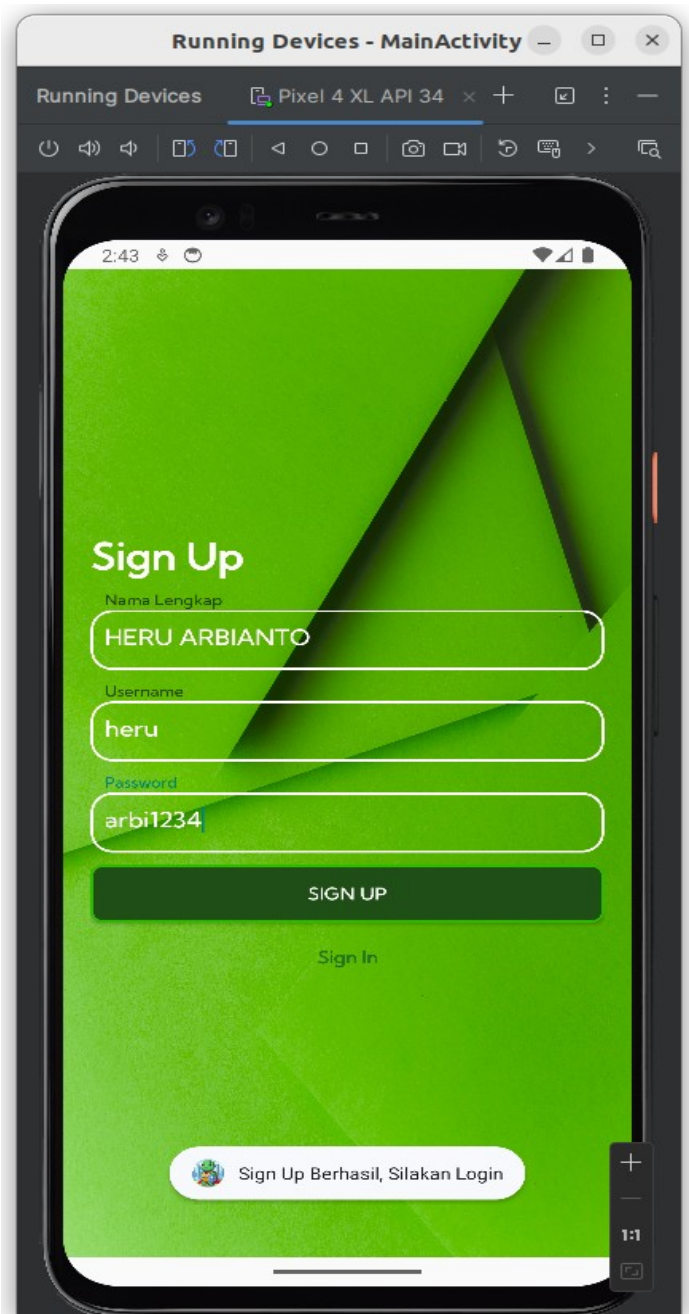 Running Devices - MainActivity
Running Devices Pixel 4 XL API 34
2:43
Sign Up
Nama Lengkap
HERU ARBIANTO
Username
heru
Password
arbi1234
SIGN UP
Sign In
Sign Up Berhasil, Silakan Login
1:1